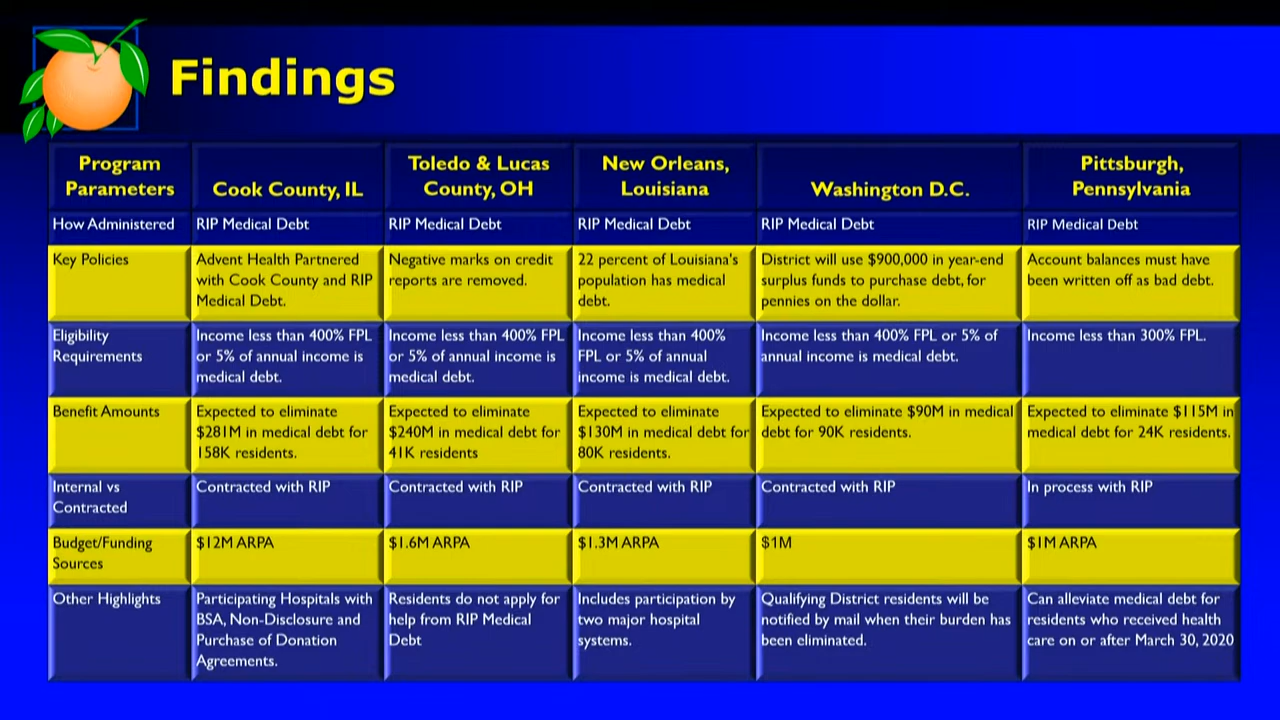 Findings
Program
Parameters
Cook County, IL
Toledo & Lucas
County, OH
New Orleans,
Louisiana
Washington D.C.
Pittsburgh,
Pennsylvania
How Administered
RIP Medical Debt
RIP Medical Debt
RIP Medical Debt
RIP Medical Debt
RIP Medical Debt
Key Policies
Advent Health Partnered
with Cook County and RIP
Medical Debt.
Negative marks on credit
reports are removed.
22 percent of Louisiana's
population has medical
debt.
District will use $900,000 in year-end
surplus funds to purchase debt, for
pennies on the dollar.
Account balances must have
been written off as bad debt.
Eligibility
Requirements
Income less than 400% FPL
or 5% of annual income is
medical debt.
Income less than 400% FPL
or 5% of annual income is
medical debt.
Income less than 400%
FPL or 5% of annual
income is medical debt.
Income less than 400% FPL or 5% of
annual income is medical debt.
Income less than 300% FPL.
Benefit Amounts
Expected to eliminate
$281M in medical debt for
158K residents.
Expected to eliminate
$240M in medical debt for
41K residents
Expected to eliminate
$130M in medical debt for
80K residents.
Expected to eliminate $90M in medical
debt for 90K residents.
Expected to eliminate $115M in
medical debt for 24K residents.
Internal vs
Contracted
Contracted with RIP
Contracted with RIP
Contracted with RIP
Contracted with RIP
In process with RIP
Budget/Funding
Sources
$12M ARPA
$1.6M ARPA
$1.3M ARPA
$1M
$1M ARPA
Other Highlights
Participating Hospitals with
BSA, Non-Disclosure and
Purchase of Donation
Agreements.
Residents do not apply for
help from RIP Medical
Debt
Includes participation by
two major hospital
systems.
Qualifying District residents will be
notified by mail when their burden has
been eliminated.
Can alleviate medical debt for
residents who received health
care on or after March 30, 2020